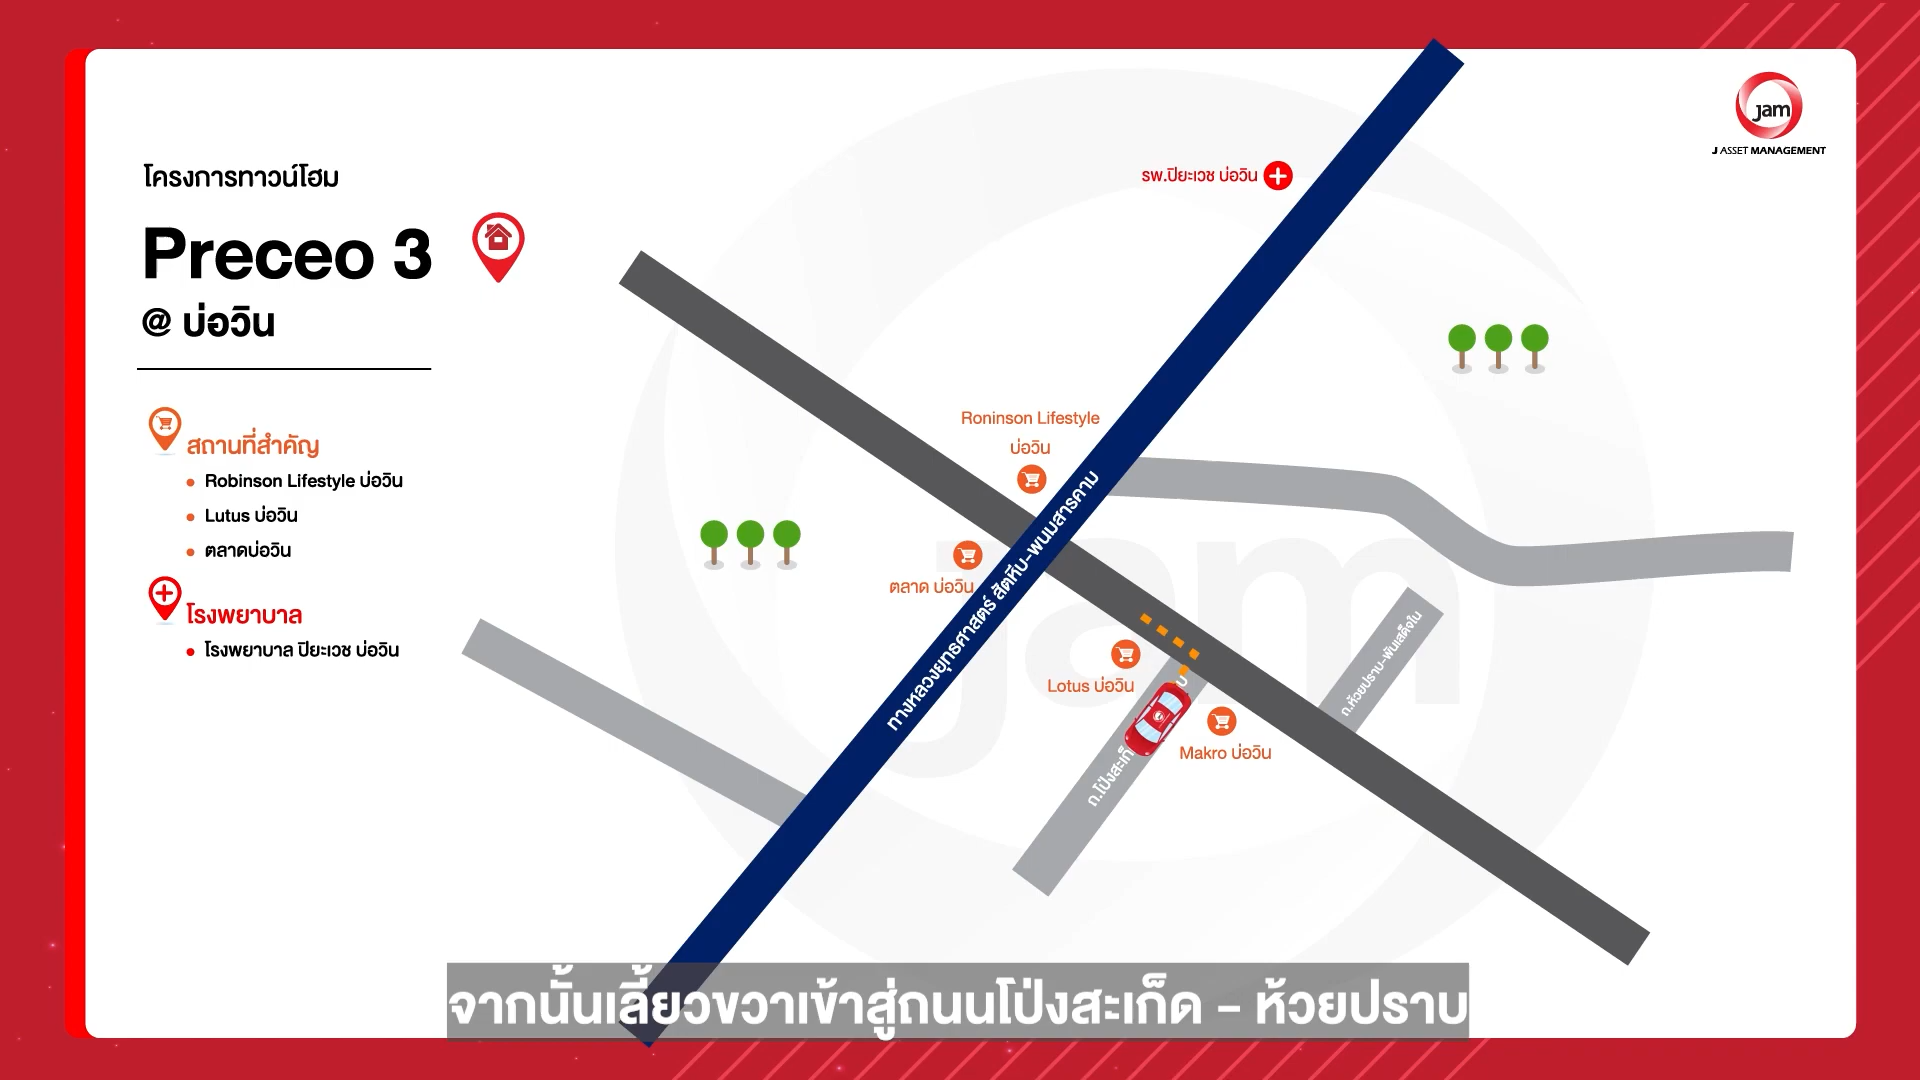 โครงการทาวน์โฮม
Preceo 3
@ บ่อวิน
สถานที่สำคัญ
Robinson Lifestyle บ่อวิน
Lutus บ่อวิน
ตลาดบ่อวิน
โรงพยาบาล
โรงพยาบาล ปิยะเวช บ่อวิน
jam
J ASSET MANAGEMENT
รพ.ปิยะเวช บ่อวิน
Roninson Lifestyle
บ่อวิน
ตลาด บ่อวิน
ทางหลวงยุทธศาสตร์ สัตหีบ-พนมสารคาม
Lotus บ่อวิน
Makro บ่อวิน
ถ.ห้วยปราบ-พันเสด็จใน
จากนั้นเลี้ยวขวาเข้าสู่ถนนโป่งสะเก็ด - ห้วยปราบ